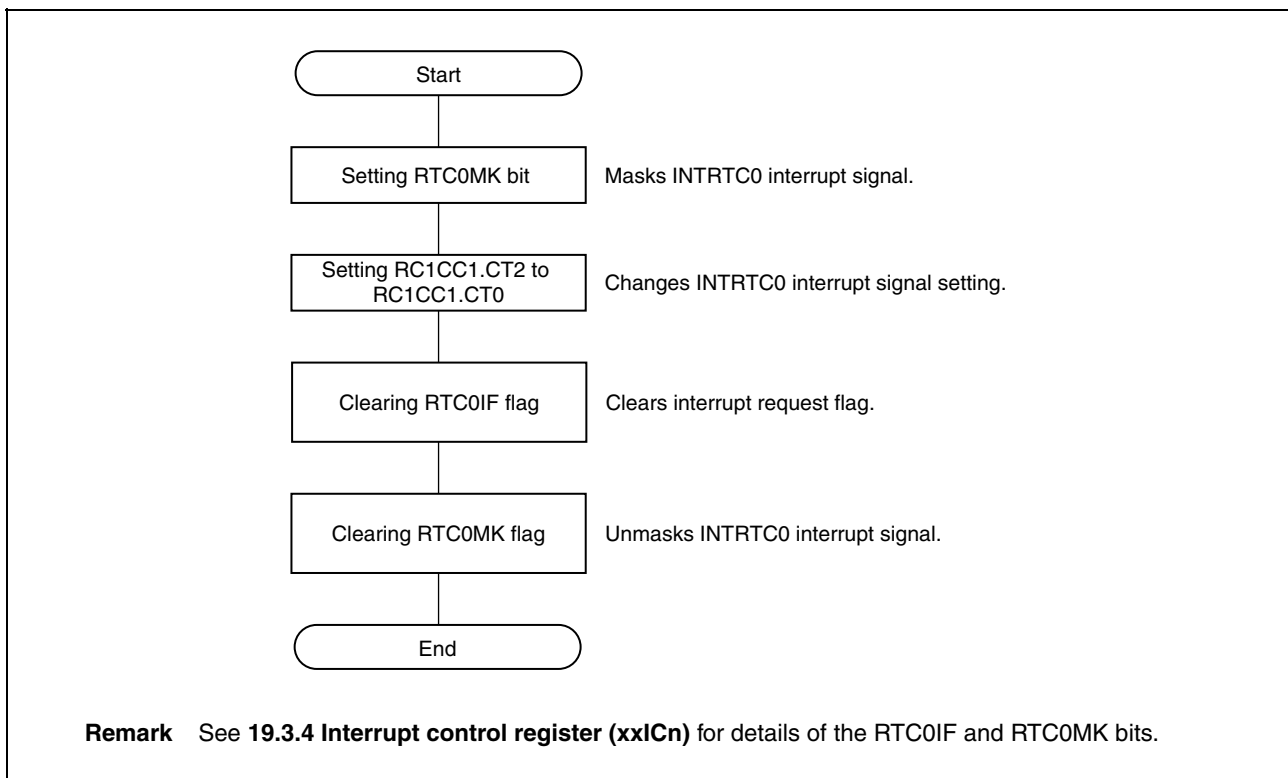 Start
Setting RTC0MK bit
Masks INTRTC0 interrupt signal.
Setting RC1CC1.CT2 to
RC1CC1.CT0
Changes INTRTC0 interrupt signal setting.
Clearing RTC0IF flag
Clears interrupt request flag.
Clearing RTC0MK flag
Unmasks INTRTC0 interrupt signal.
End
Remark See 19.3.4 Interrupt control register (xxICn) for details of the RTC0IF and RTC0MK bits.